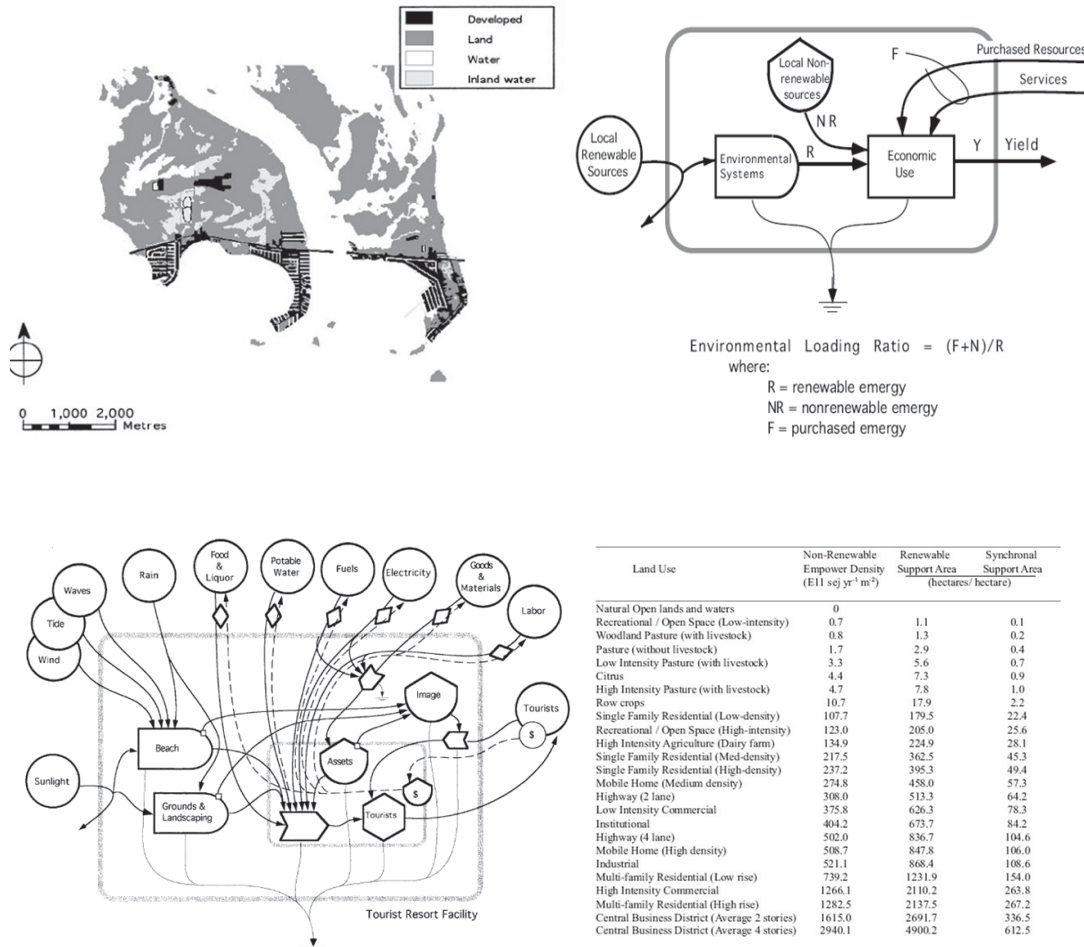 Developed
Land
Water
Inland water
0 1,000 2,000
Metres
F
Purchased Resources
Services
Local Non-
renewable
sources
NR
Local
Renewable
Sources
Environmental
Systems
R
Economic
Use
Y Yield
Environmental Loading Ratio = (F+N)/R
where:
R = renewable emergy
NR = nonrenewable emergy
F = purchased emergy
Wind
Tide
Waves
Rain
Food
&
Liquor
Potable
Water
Fuels
Electricity
Goods
&
Materials
Labor
Image
Tourists
$
Beach
Assets
Sunlight
Grounds &
Landscaping
$
Tourists
Tourist Resort Facility
Land Use Non-Renewable Renewable Synchronal
Empower Density Support Area Support Area
(E11 sej yr-1 m-2) (hectares/ hectare)
Natural Open lands and waters 0
Recreational / Open Space (Low-intensity) 0.7 1.1 0.1
Woodland Pasture (with livestock) 0.8 1.3 0.2
Pasture (without livestock) 1.7 2.9 0.4
Low Intensity Pasture (with livestock) 3.3 5.6 0.7
Citrus 4.4 7.3 0.9
High Intensity Pasture (with livestock) 4.7 7.8 1.0
Row crops 10.7 17.9 2.2
Single Family Residential (Low-density) 107.7 179.5 22.4
Recreational / Open Space (High-intensity) 123.0 205.0 25.6
High Intensity Agriculture (Dairy farm) 134.9 224.9 28.1
Single Family Residential (Med-density) 217.5 362.5 45.3
Single Family Residential (High-density) 237.2 395.3 49.4
Mobile Home (Medium density) 274.8 458.0 57.3
Highway (2 lane) 308.0 513.3 64.2
Low Intensity Commercial 375.8 626.3 78.3
Institutional 404.2 673.7 84.2
Highway (4 lane) 502.0 836.7 104.6
Mobile Home (High density) 508.7 847.8 106.0
Industrial 521.1 868.4 108.6
Multi-family Residential (Low rise) 739.2 1231.9 154.0
High Intensity Commercial 1266.1 2110.2 263.8
Multi-family Residential (High rise) 1282.5 2137.5 267.2
Central Business District (Average 2 stories) 1615.0 2691.7 336.5
Central Business District (Average 4 stories) 2940.1 4900.2 612.5